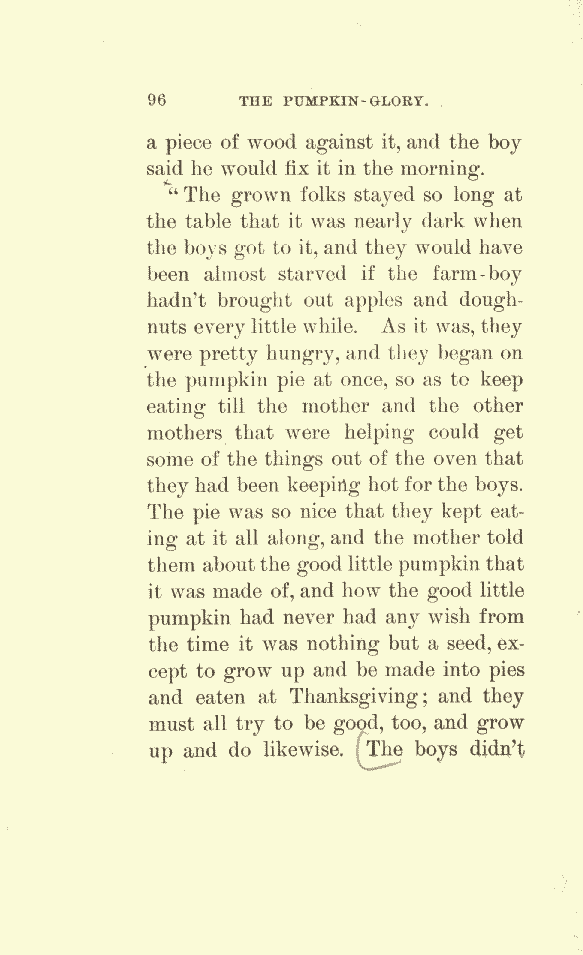 96 THE PUMPKIN-GLORY.
a piece of wood against it, and the boy
said he would fix it in the morning.
"The grown folks stayed so long at
the table that it was nearly dark when
the boys got to it, and they would have
been almost starved if the farm-boy
hadn't brought out apples and dough-
nuts every little while. As it was, they
were pretty hungry, and they began on
the pumpkin pie at once, so as to keep
eating till the mother and the other
mothers that were helping could get
some of the things out of the oven that
they had been keeping hot for the boys.
The pie was so nice that they kept eat-
ing at it all along, and the mother told
them about the good little pumpkin that
it was made of, and how the good little
pumpkin had never had any wish from
the time it was nothing but a seed, ex-
cept to grow up and be made into pies
and eaten at Thanksgiving; and they
must all try to be good, too, and grow
up and do likewise. The boys didn't